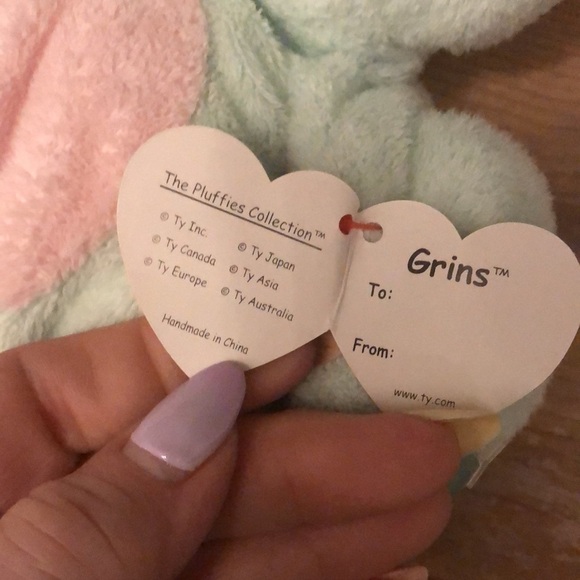 The Pluffies Collection™
© Ty Inc.
© Ty Japan
© Ty Canada
© Ty Asia
© Ty Europe
© Ty Australia
Handmade in China
Grins™
To:
From:
www.ty.com